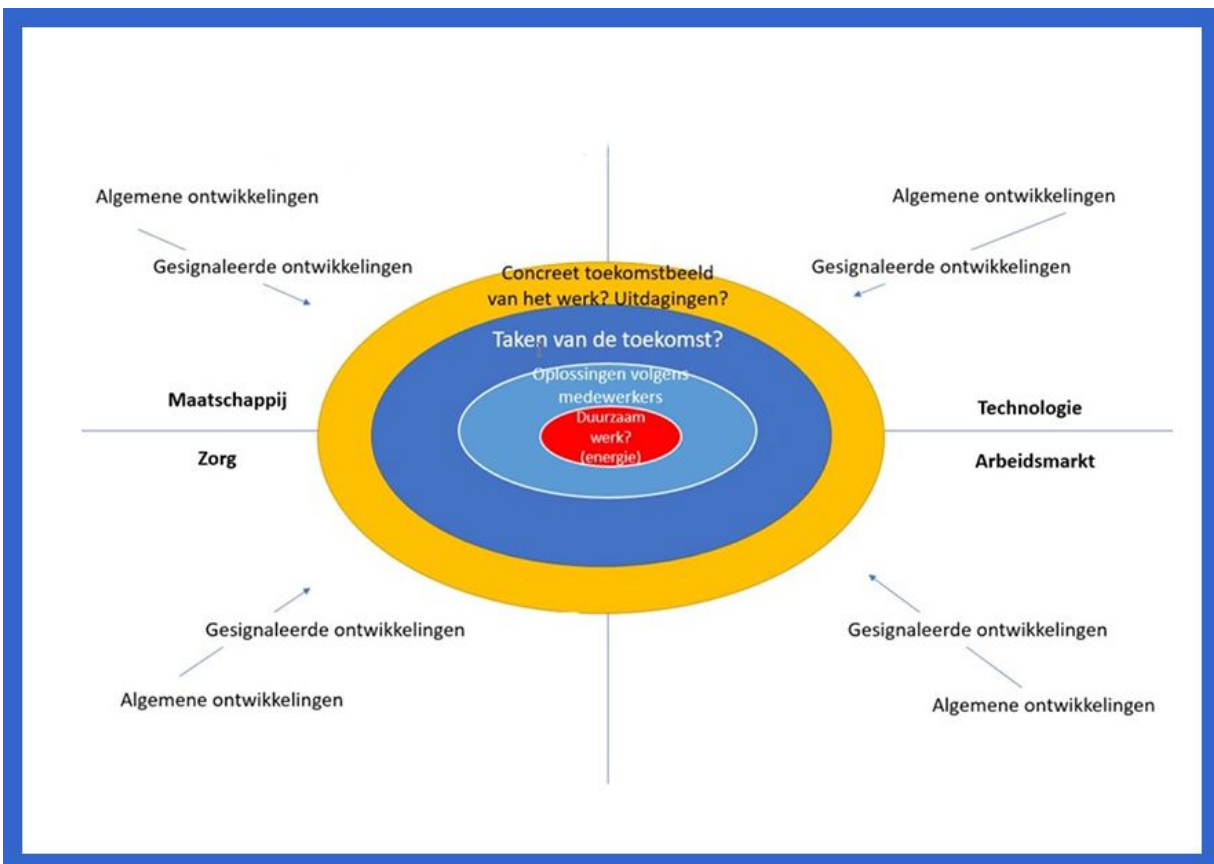 Algemene ontwikkelingen
Algemene ontwikkelingen
Gesignaleerde ontwikkelingen
Gesignaleerde ontwikkelingen
Concreet toekomstbeeld
van het werk? Uitdagingen?
Taken van de toekomst?
Oplossingen volgens
medewerkers
Duurzaam
werk?
(energie)
Maatschappij
Technologie
Zorg
Arbeidsmarkt
Gesignaleerde ontwikkelingen
Gesignaleerde ontwikkelingen
Algemene ontwikkelingen
Algemene ontwikkelingen